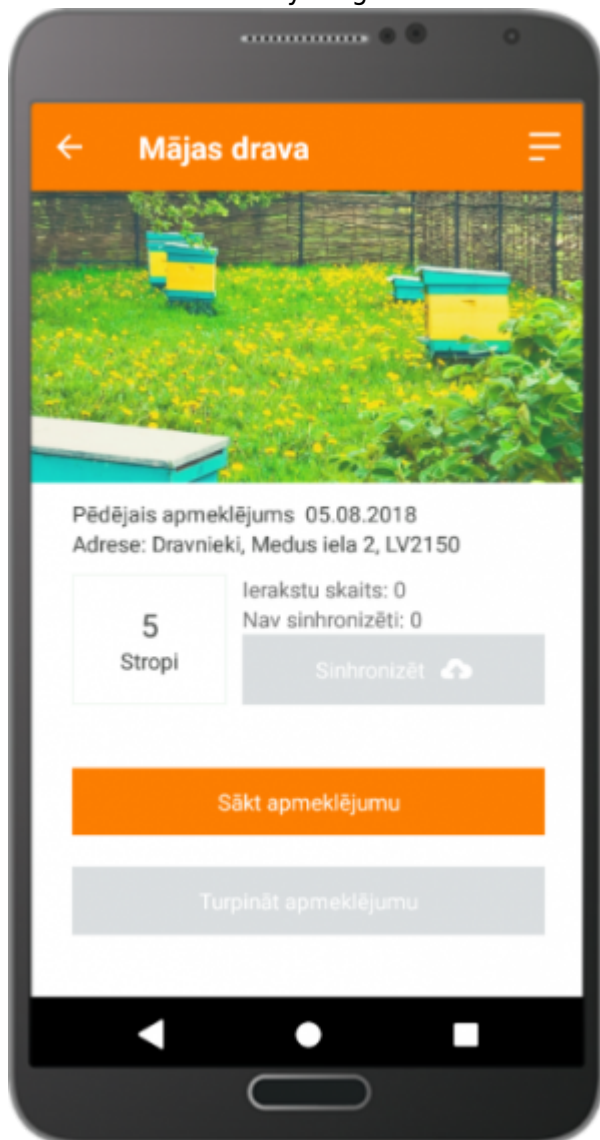 Mājas drava
Pēdējais apmeklējums 05.08.2018
Adrese: Dravnieki, Medus iela 2, LV2150
5
Stropi
Ierakstu skaits: 0
Nav sinhronizēti: 0
Sinhronizēt
Sākt apmeklējumu
Turpināt apmeklējumu